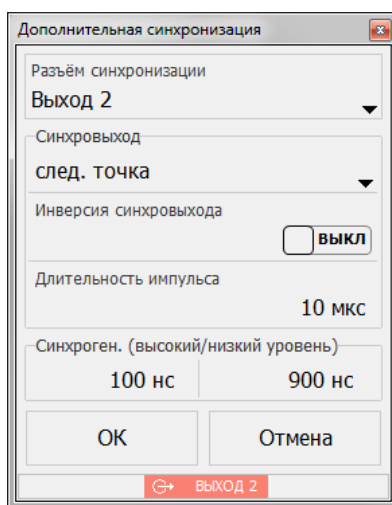 Дополнительная синхронизация
Разъём синхронизации
Выход 2
Синхровыход
след. точка
Инверсия синхровыхода
выкл
Длительность импульса
10 мкс
Синхроген. (высокий/низкий уровень)
100 нс 900 нс
ОК Отмена
ВЫХОД 2